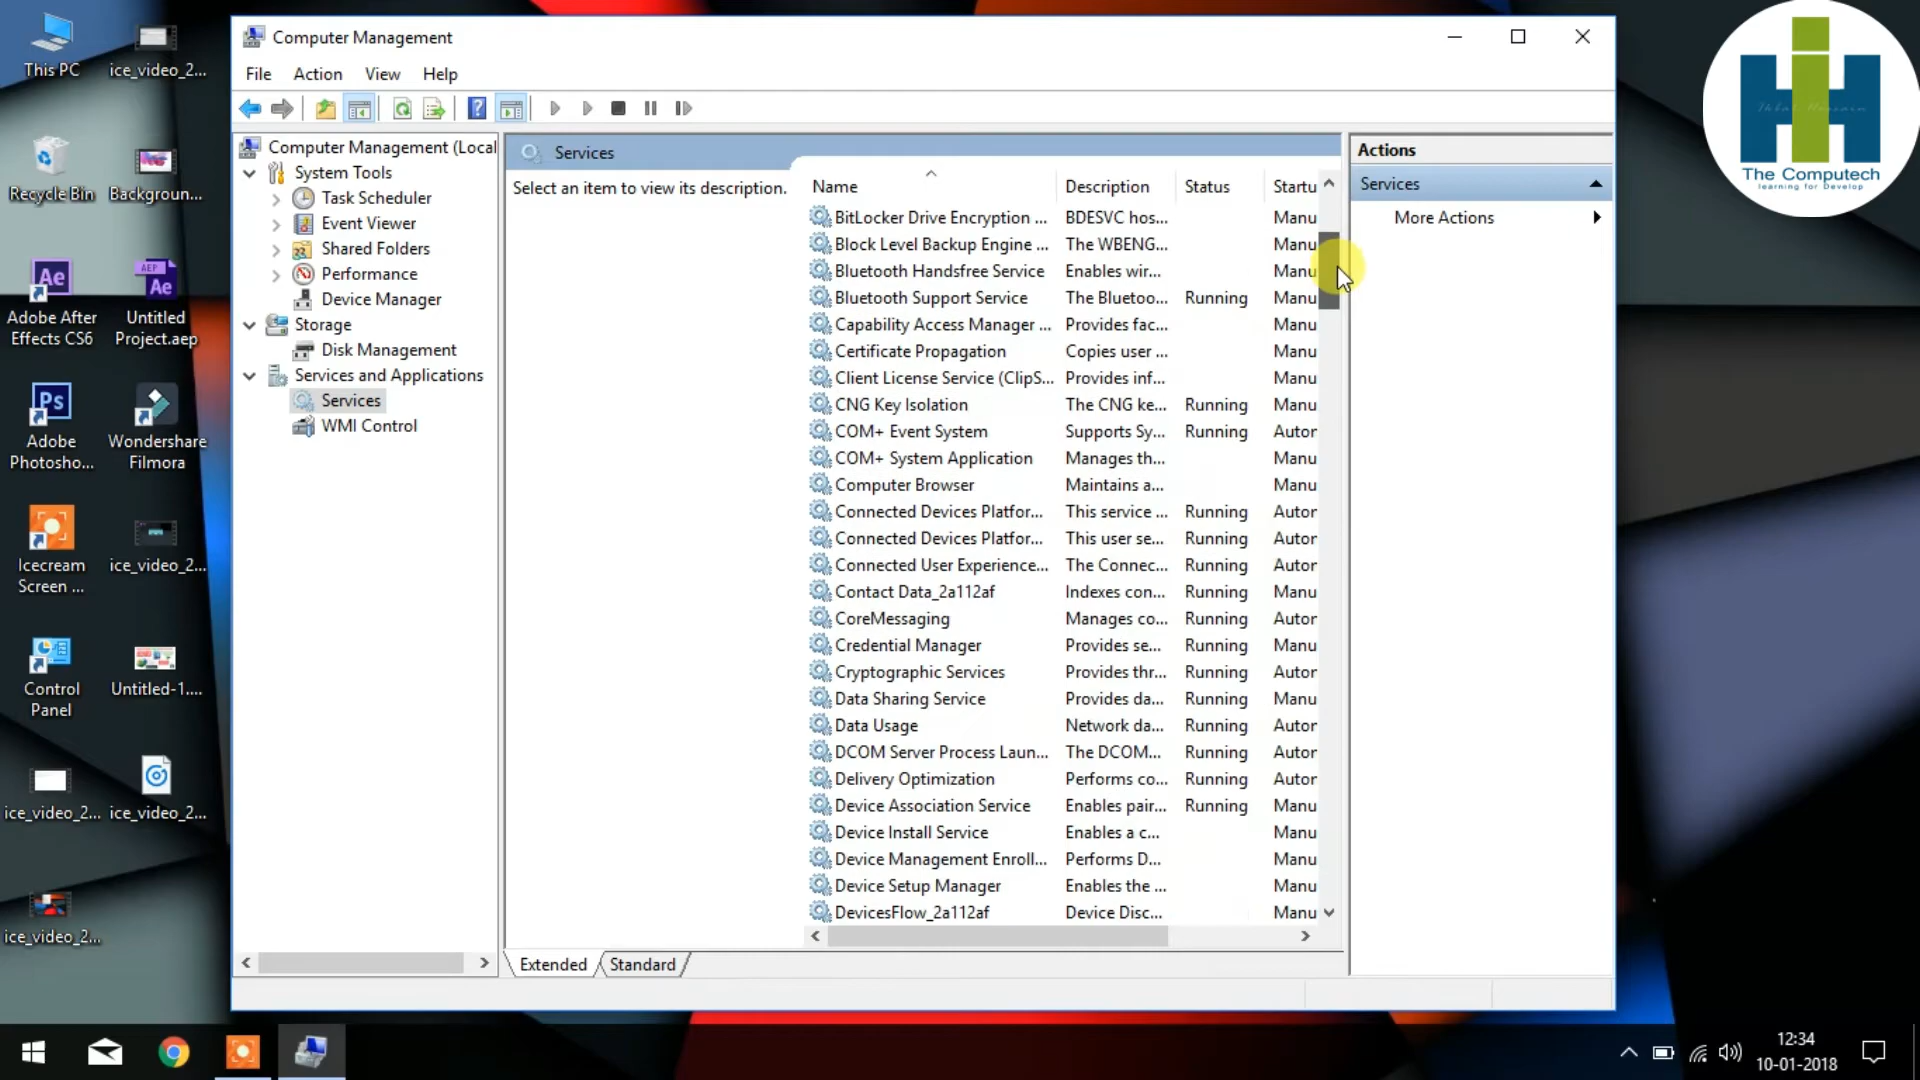 This PC
ice_video_2...
Recycle Bin
Backgroun...
Ae
AEP
Ae
Adobe After
Effects CS6
Untitled
Project.aep
Ps
Adobe
Photosho...
Wondershare
Filmora
Icecream
Screen ...
ice_video_2...
Control
Panel
Untitled-1....
ice_video_2...
ice_video_2...
ice_video_2...
Computer Management
File Action View Help
Computer Management (Local
System Tools
Task Scheduler
Event Viewer
Shared Folders
Performance
Device Manager
Storage
Disk Management
Services and Applications
Services
WMI Control
Services
Select an item to view its description.
Name Description Status Startu
BitLocker Drive Encryption ... BDESVC hos... Manu
Block Level Backup Engine ... The WBENG... Manu
Bluetooth Handsfree Service Enables wir... Manu
Bluetooth Support Service The Bluetoo... Running Manu
Capability Access Manager ... Provides fac... Manu
Certificate Propagation Copies user ... Manu
Client License Service (ClipS... Provides inf... Manu
CNG Key Isolation The CNG ke... Running Manu
COM+ Event System Supports Sy... Running Autor
COM+ System Application Manages th... Manu
Computer Browser Maintains a... Manu
Connected Devices Platfor... This service ... Running Autor
Connected Devices Platfor... This user se... Running Autor
Connected User Experience... The Connec... Running Autor
Contact Data_2a112af Indexes con... Running Manu
CoreMessaging Manages co... Running Autor
Credential Manager Provides se... Running Manu
Cryptographic Services Provides thr... Running Autor
Data Sharing Service Provides da... Running Manu
Data Usage Network da... Running Autor
DCOM Server Process Laun... The DCOM... Running Autor
Delivery Optimization Performs co... Running Autor
Device Association Service Enables pair... Running Manu
Device Install Service Enables a c... Manu
Device Management Enroll... Performs D... Manu
Device Setup Manager Enables the ... Manu
DevicesFlow_2a112af Device Disc... Manu
Extended Standard
Actions
Services
More Actions
Ikbal Hossain
The Computech
learning for Develop
12:34
10-01-2018